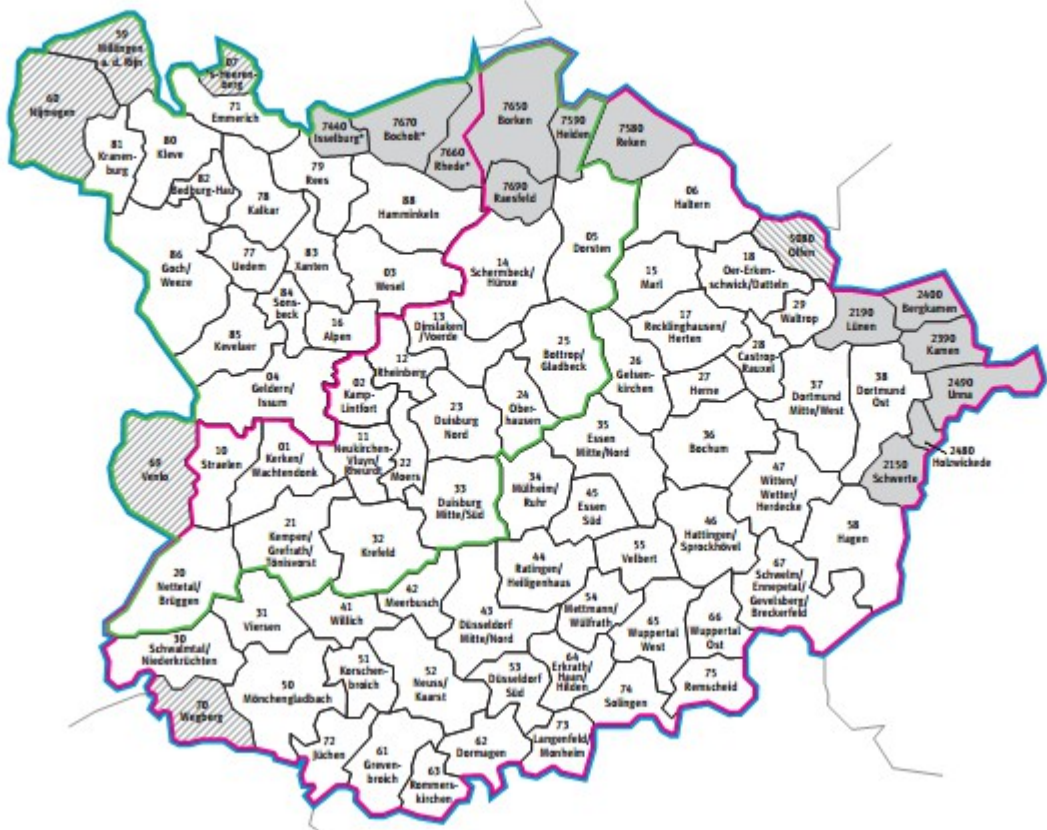 59
Millingen
a. d. Rijn
07
's-Heeren-
berg
60
Nijmegen
71
Emmerich
7440
Isselburg*
7670
Bocholt*
7660
Rhede*
7650
Borken
7590
Heiden
7580
Reken
81
Kranen-
burg
80
Kleve
82
Bedburg-Hau
79
Rees
78
Kalkar
88
Hamminkeln
7690
Raesfeld
06
Haltern
05
Dorsten
86
Goch/
Weeze
77
Uedem
83
Xanten
03
Wesel
14
Schermbeck/
Hünxe
15
Marl
18
Oer-Erken-
schwick/Datteln
5080
Olfen
84
Sons-
beck
16
Alpen
13
Dinslaken
/Voerde
29
Waltrop
2190
Lünen
2400
Bergkamen
2390
Kamen
85
Kevelaer
17
Recklinghausen/
Herten
25
Bottrop/
Gladbeck
28
Castrop-
Rauxel
04
Geldern/
Issum
12
Rheinberg
02
Kamp-
Lintfort
26
Gelsen-
kirchen
27
Herne
37
Dortmund
Mitte/West
38
Dortmund
Ost
2490
Unna
24
Ober-
hausen
23
Duisburg
Nord
10
Straelen
01
Kerken/
Wachtendonk
11
Neukirchen-
Vluyn/
Rheurdt
22
Moers
35
Essen
Mitte/Nord
36
Bochum
2480
Holzwickede
2150
Schwerte
69
Venlo
33
Duisburg
Mitte/Süd
34
Mülheim/
Ruhr
45
Essen
Süd
47
Witten/
Wetter/
Herdecke
21
Kempen/
Grefrath/
Tönisvorst
32
Krefeld
46
Hattingen/
Sprockhövel
58
Hagen
20
Nettetal/
Brüggen
44
Ratingen/
Heiligenhaus
55
Velbert
67
Schwelm/
Ennepetal/
Gevelsberg/
Breckerfeld
42
Meerbusch
31
Viersen
41
Willich
43
Düsseldorf
Mitte/Nord
54
Mettmann/
Wülfrath
65
Wuppertal
West
66
Wuppertal
Ost
30
Schwalmtal/
Niederkrüchten
50
Mönchengladbach
51
Korschen-
broich
52
Neuss/
Kaarst
53
Düsseldorf
Süd
64
Erkrath/
Haan/
Hilden
74
Solingen
75
Remscheid
70
Wegberg
72
Jüchen
61
Greven-
broich
63
Rommers-
kirchen
62
Dormagen
73
Langenfeld/
Monheim